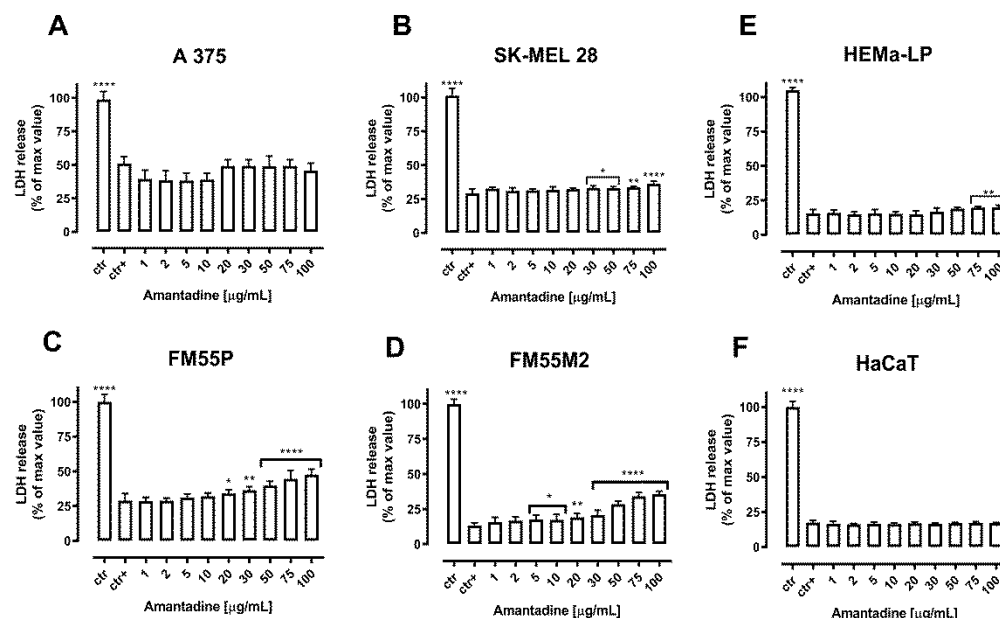 A
A 375
****
LDH release
(% of max value)
100
75
50
25
0
ctr
ctr+
1
2
5
10
20
30
50
75
100
Amantadine [μg/mL]
B
SK-MEL 28
****
*
**
****
LDH release
(% of max value)
100
75
50
25
0
ctr
ctr+
1
2
5
10
20
30
50
75
100
Amantadine [μg/mL]
E
HEMa-LP
****
**
LDH release
(% of max value)
100
75
50
25
0
ctr
ctr+
1
2
5
10
20
30
50
75
100
Amantadine [μg/mL]
C
FM55P
****
*
**
****
LDH release
(% of max value)
100
75
50
25
0
ctr
ctr+
1
2
5
10
20
30
50
75
100
Amantadine [μg/mL]
D
FM55M2
****
*
**
****
LDH release
(% of max value)
100
75
50
25
0
ctr
ctr+
1
2
5
10
20
30
50
75
100
Amantadine [μg/mL]
F
HaCaT
****
LDH release
(% of max value)
100
75
50
25
0
ctr
ctr+
1
2
5
10
20
30
50
75
100
Amantadine [μg/mL]